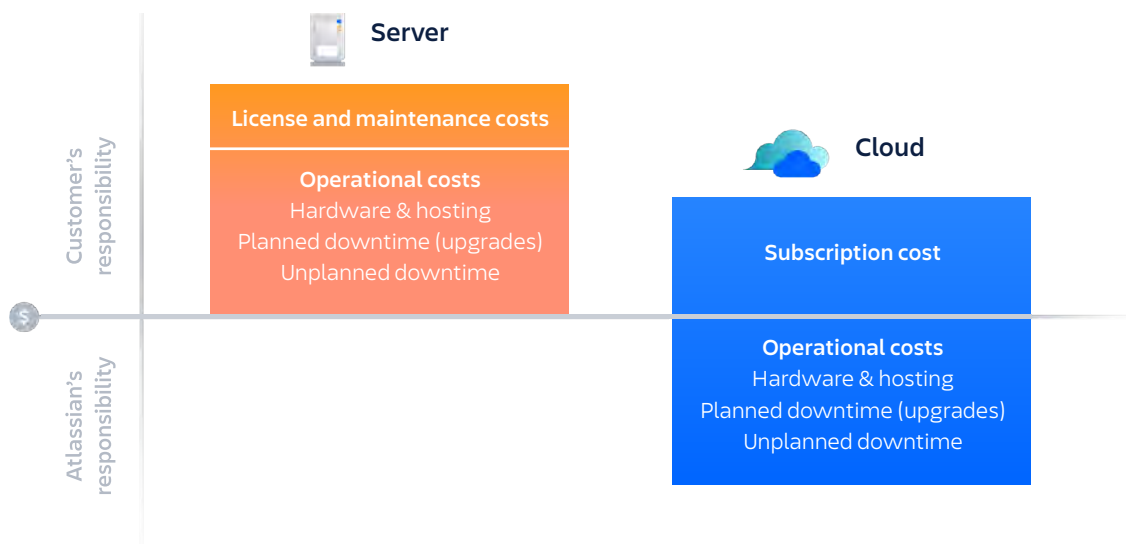 Server
License and maintenance costs
Operational costs
Hardware & hosting
Planned downtime (upgrades)
Unplanned downtime
Cloud
Subscription cost
Operational costs
Hardware & hosting
Planned downtime (upgrades)
Unplanned downtime
Customer's
responsibility
$
Atlassian's
responsibility